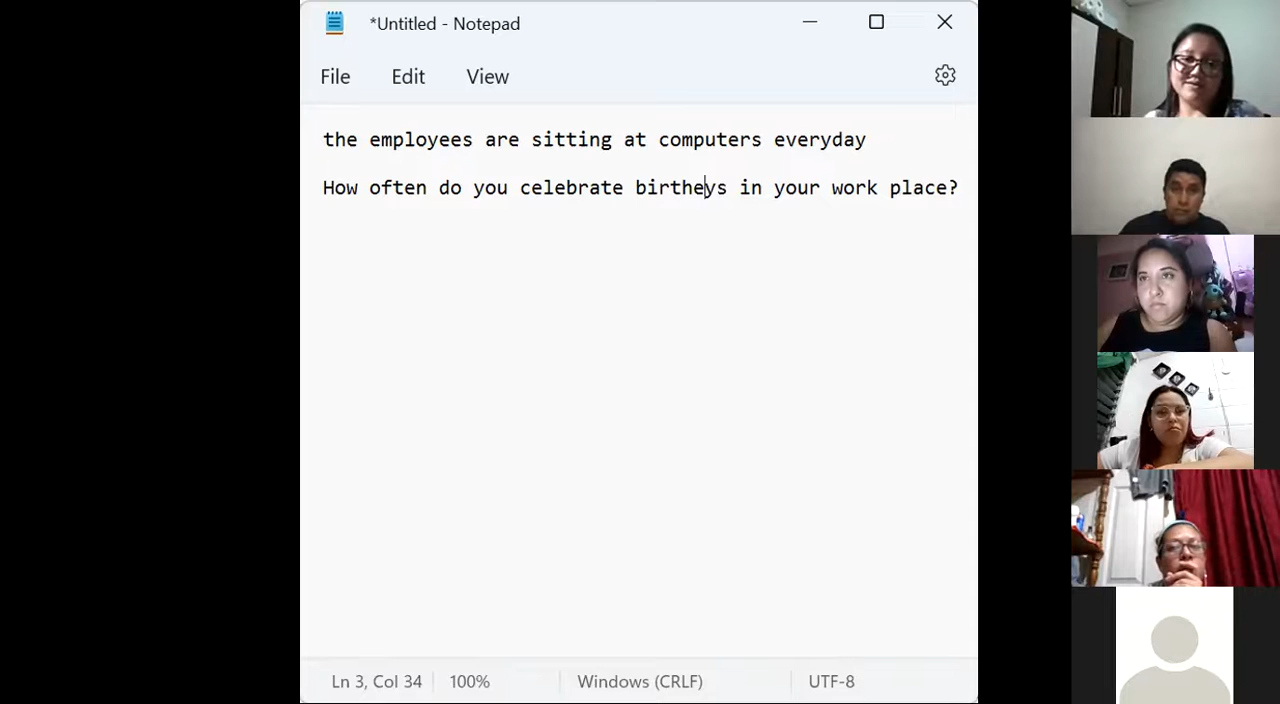 *Untitled - Notepad
File Edit View
the employees are sitting at computers everyday
How often do you celebrate birtheys in your work place?
Ln 3, Col 34 100% Windows (CRLF) UTF-8